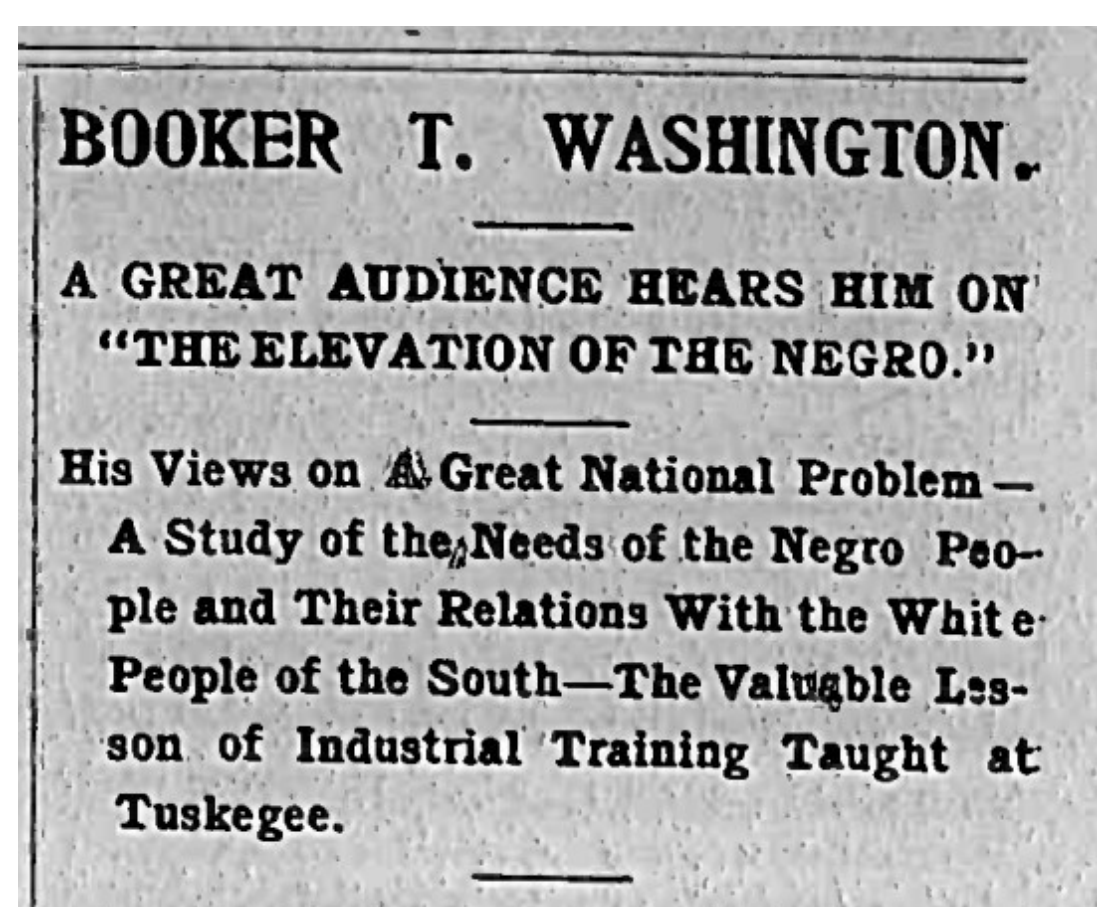 BOOKER T. WASHINGTON.
A GREAT AUDIENCE HEARS HIM ON
“THE ELEVATION OF THE NEGRO.”
His Views on A Great National Problem—
A Study of the Needs of the Negro Peo-
ple and Their Relations With the White
People of the South—The Valuable Les-
son of Industrial Training Taught at
Tuskegee.